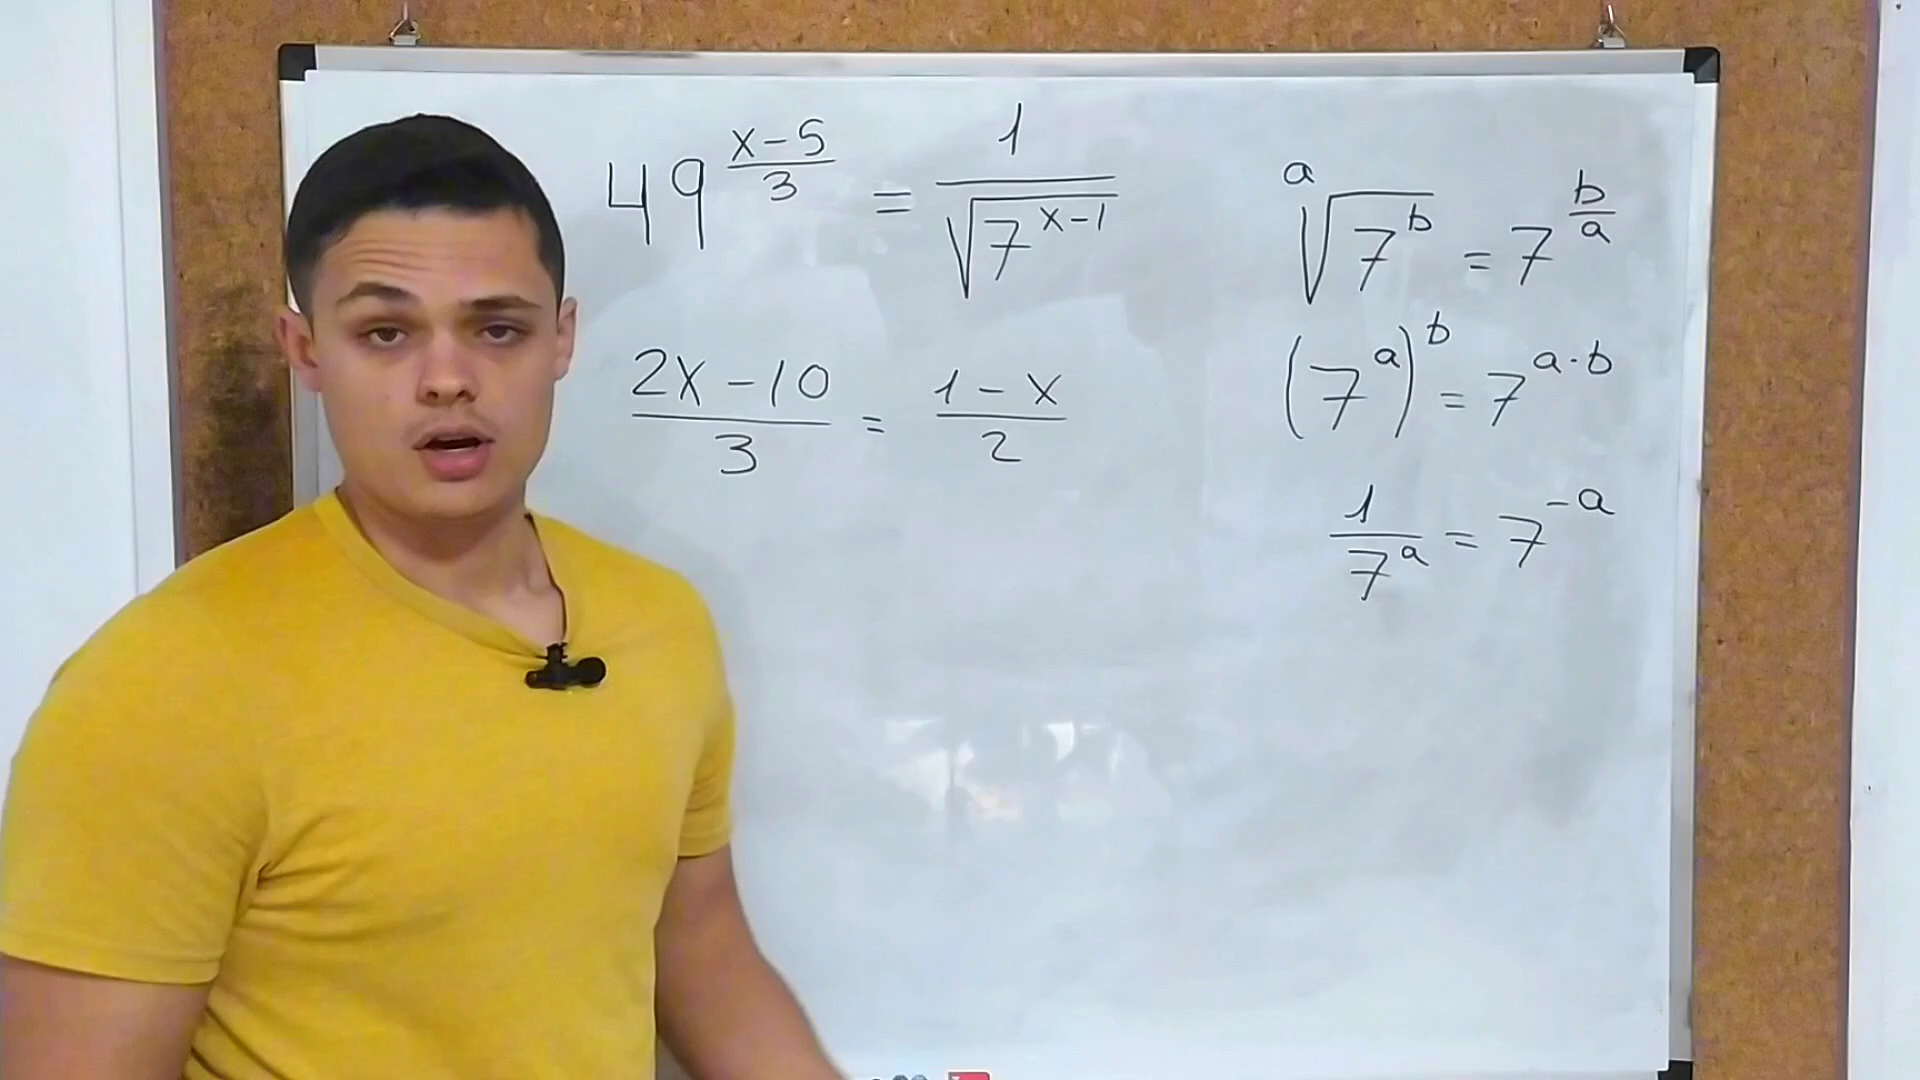 49^((x-5)/3) = 1/√(7^(x-1))
(2x-10)/3 = (1-x)/2
ᵃ√(7^b) = 7^(b/a)
(7^a)^b = 7^(a·b)
1/7^a = 7^(-a)